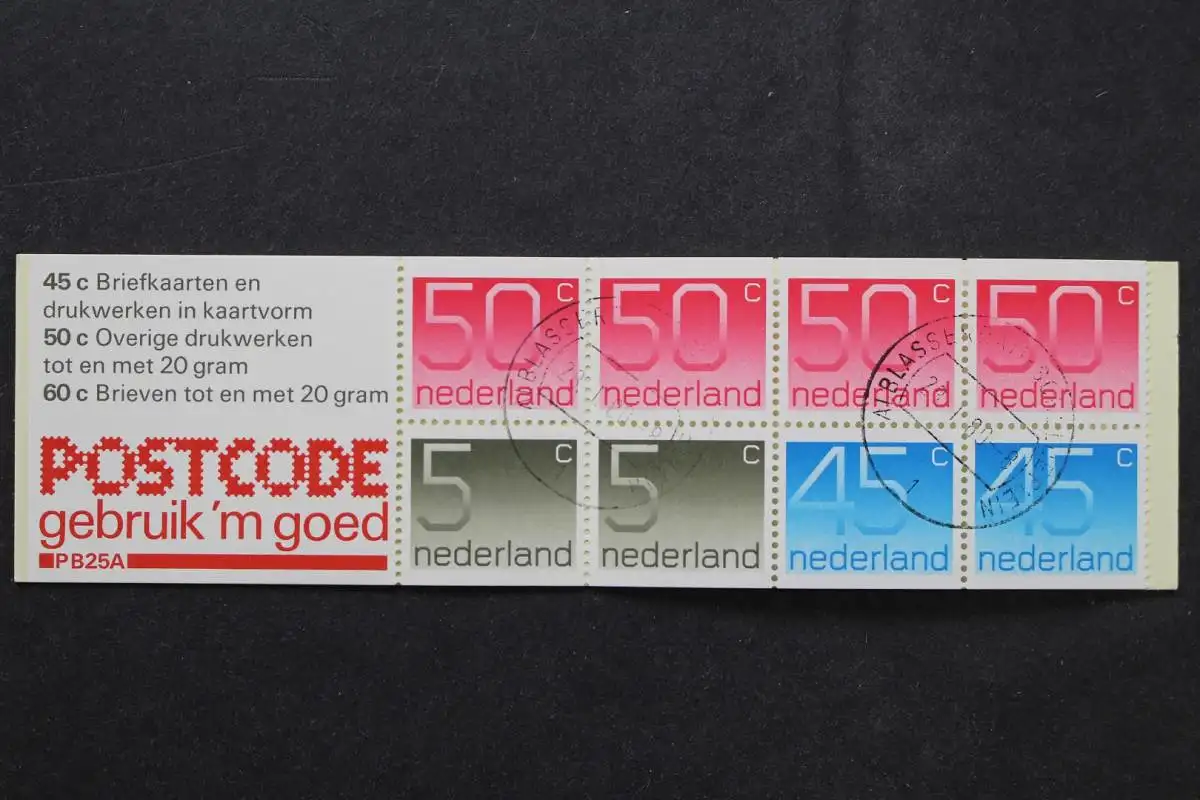 45 c Briefkaarten en
drukwerken in kaartvorm
50 c Overige drukwerken
tot en met 20 gram
60 c Brieven tot en met 20 gram
POSTCODE
gebruik 'm goed
PB25A
50 c 50 c 50 c 50 c
nederland nederland nederland nederland
5 c 5 c 45 c 45 c
nederland nederland nederland nederland
ALBLASSER
ALBLASSER